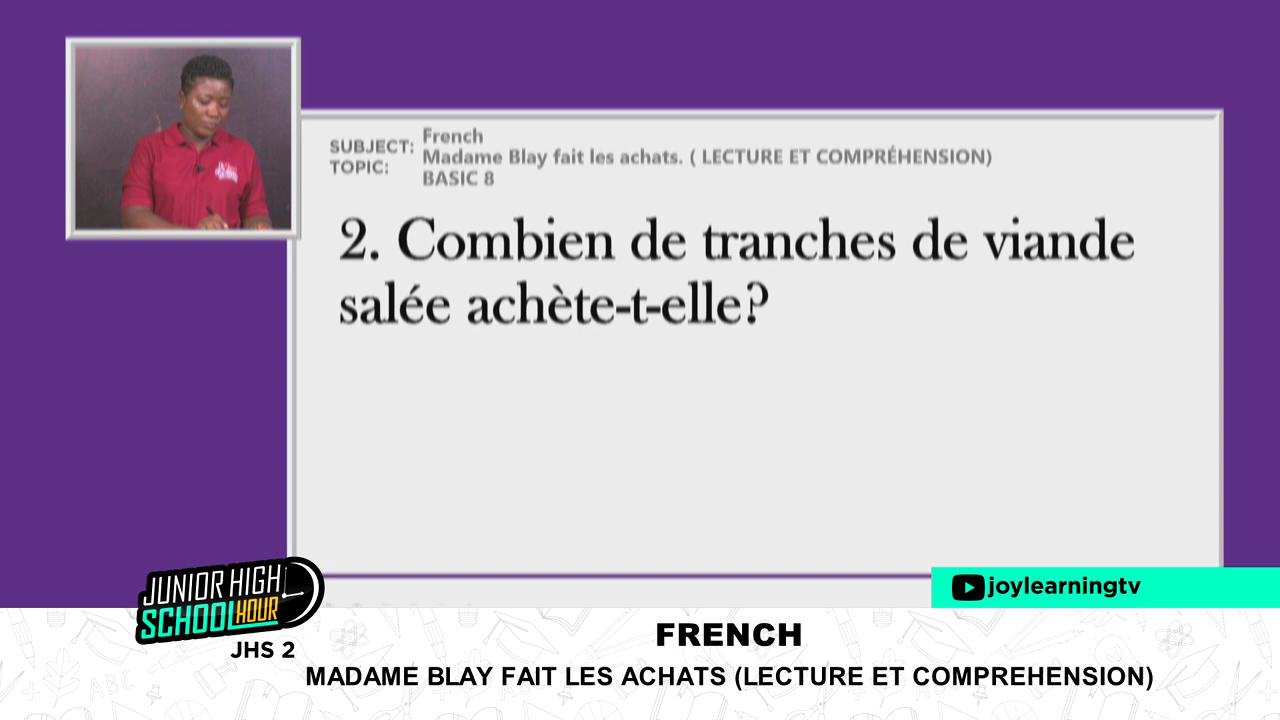 SUBJECT: French
TOPIC: Madame Blay fait les achats. ( LECTURE ET COMPRÉHENSION)
BASIC 8
2. Combien de tranches de viande
salée achète-t-elle?
JUNIOR HIGH
SCHOOL HOUR
JHS 2
joylearningtv
FRENCH
MADAME BLAY FAIT LES ACHATS (LECTURE ET COMPREHENSION)